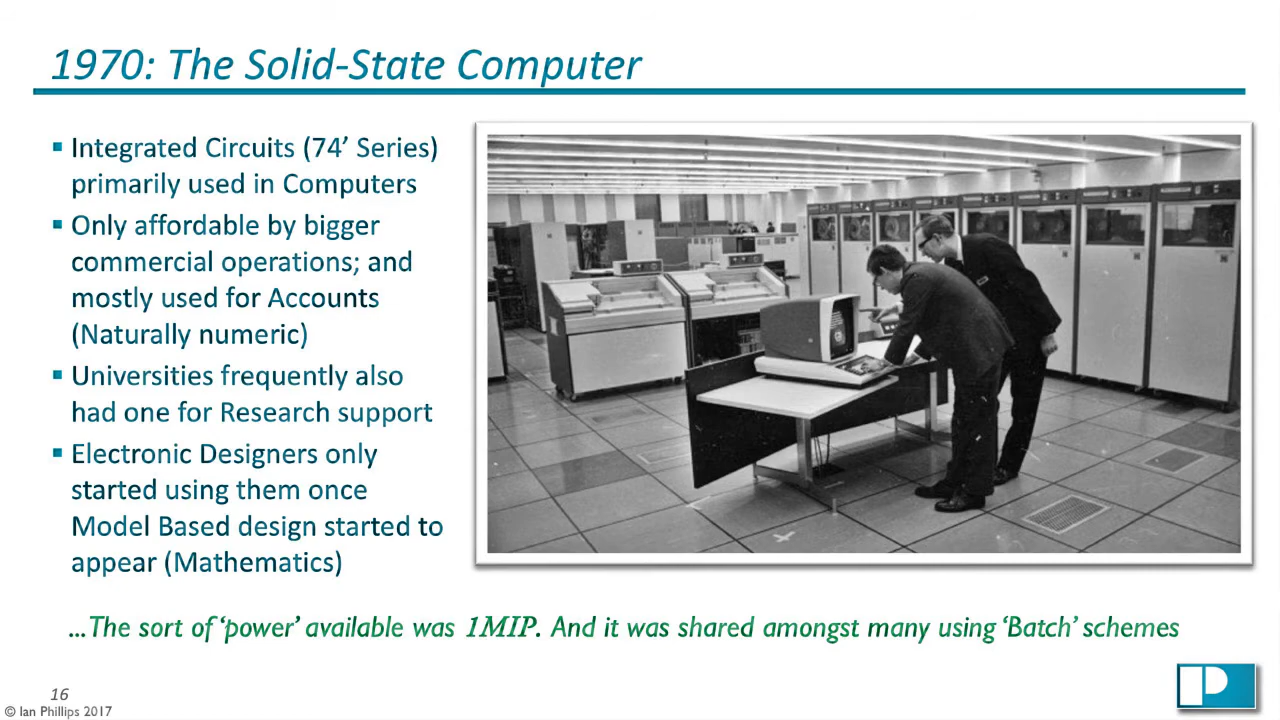 1970: The Solid-State Computer
▪ Integrated Circuits (74’ Series)
primarily used in Computers
▪ Only affordable by bigger
commercial operations; and
mostly used for Accounts
(Naturally numeric)
▪ Universities frequently also
had one for Research support
▪ Electronic Designers only
started using them once
Model Based design started to
appear (Mathematics)
...The sort of ‘power’ available was 1MIP. And it was shared amongst many using ‘Batch’ schemes
16
© Ian Phillips 2017
P